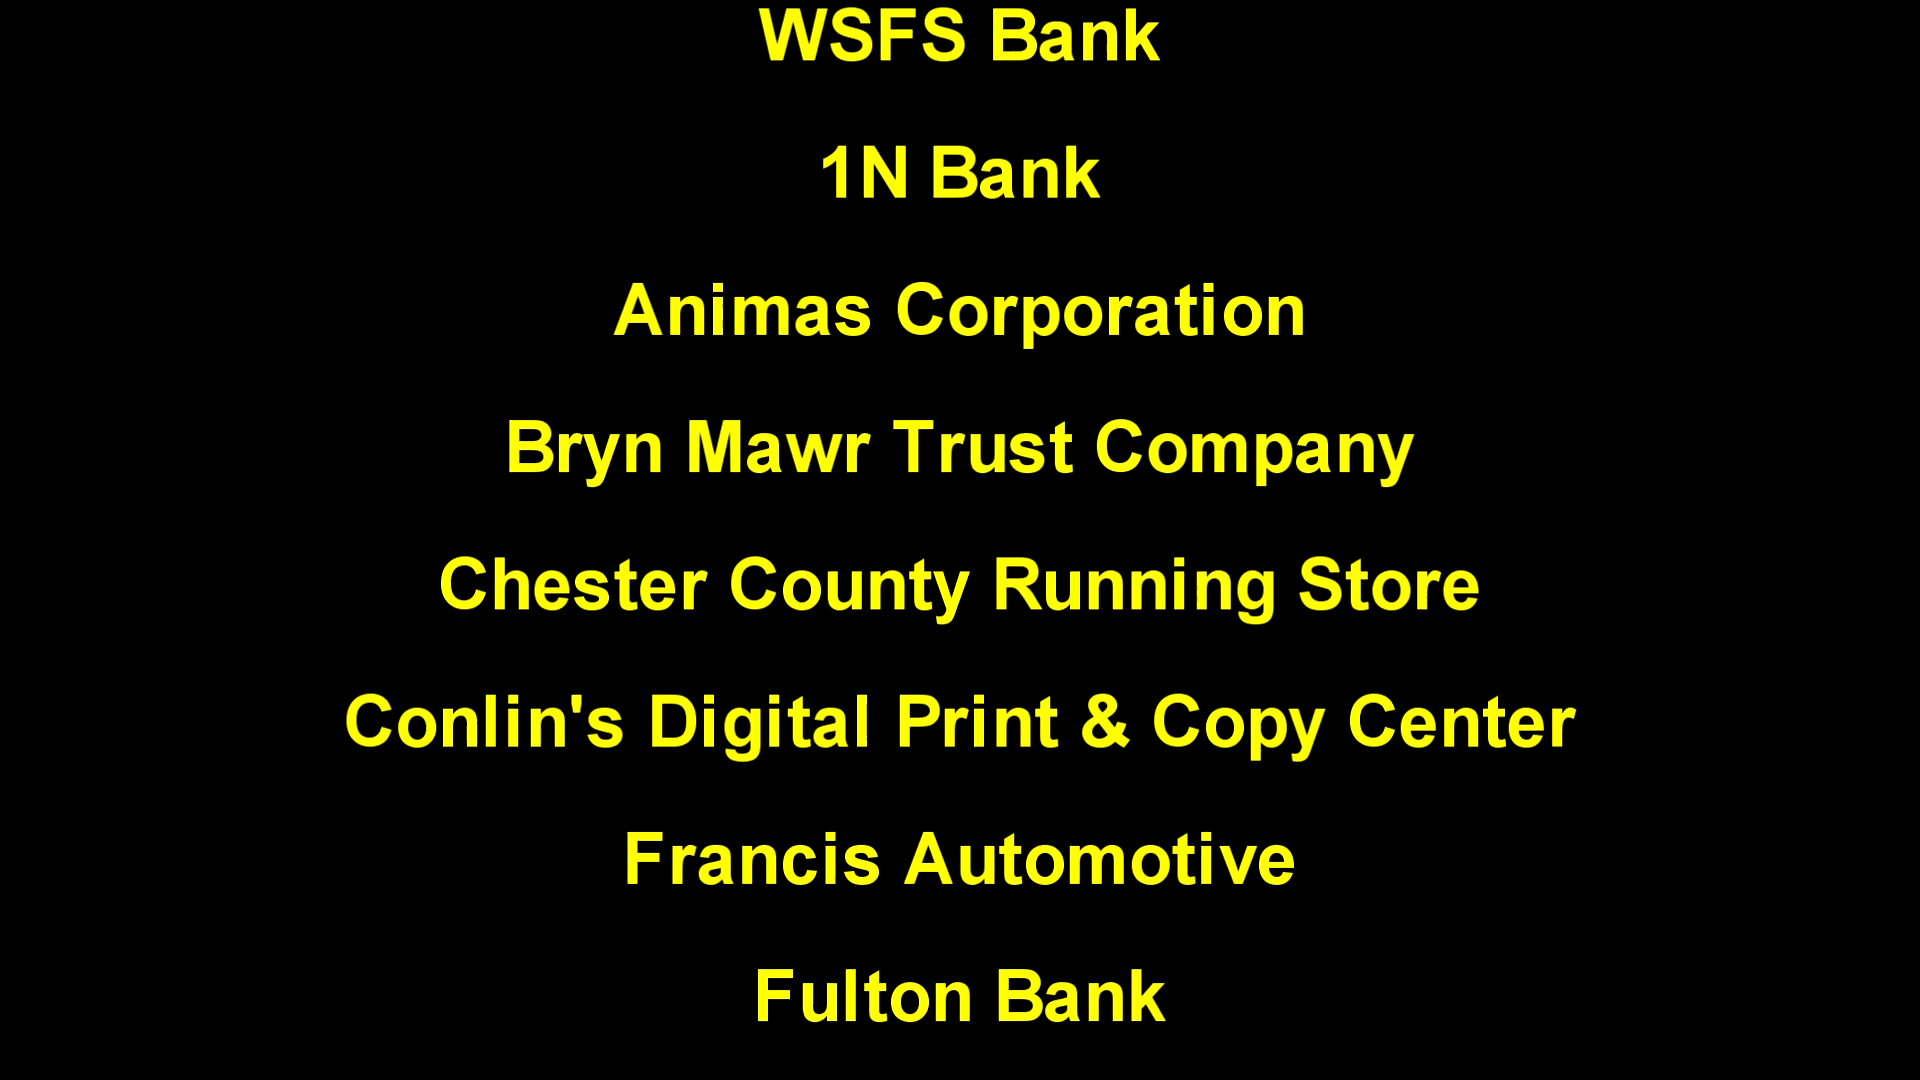 WSFS Bank
1N Bank
Animas Corporation
Bryn Mawr Trust Company
Chester County Running Store
Conlin's Digital Print & Copy Center
Francis Automotive
Fulton Bank